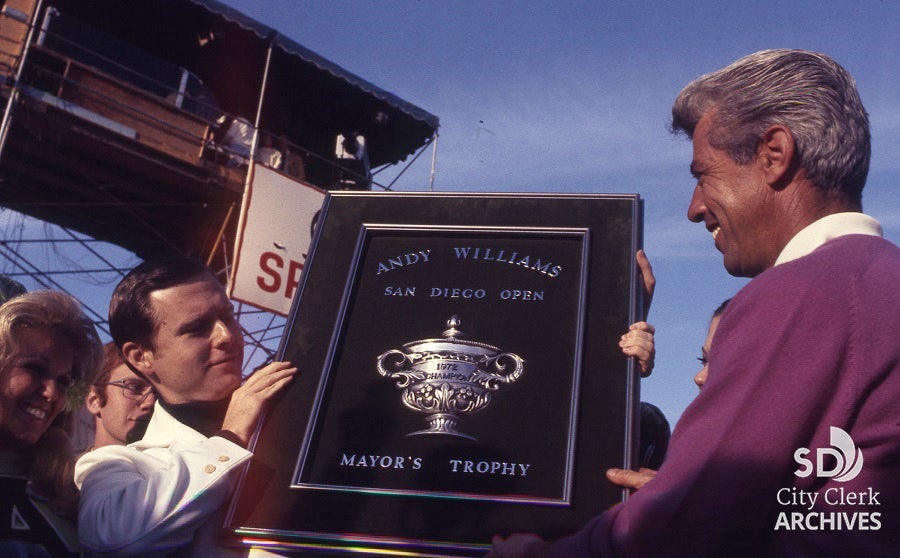 SP
ANDY WILLIAMS
SAN DIEGO OPEN
1972
CHAMPION
MAYOR'S TROPHY
SD
City Clerk
ARCHIVES